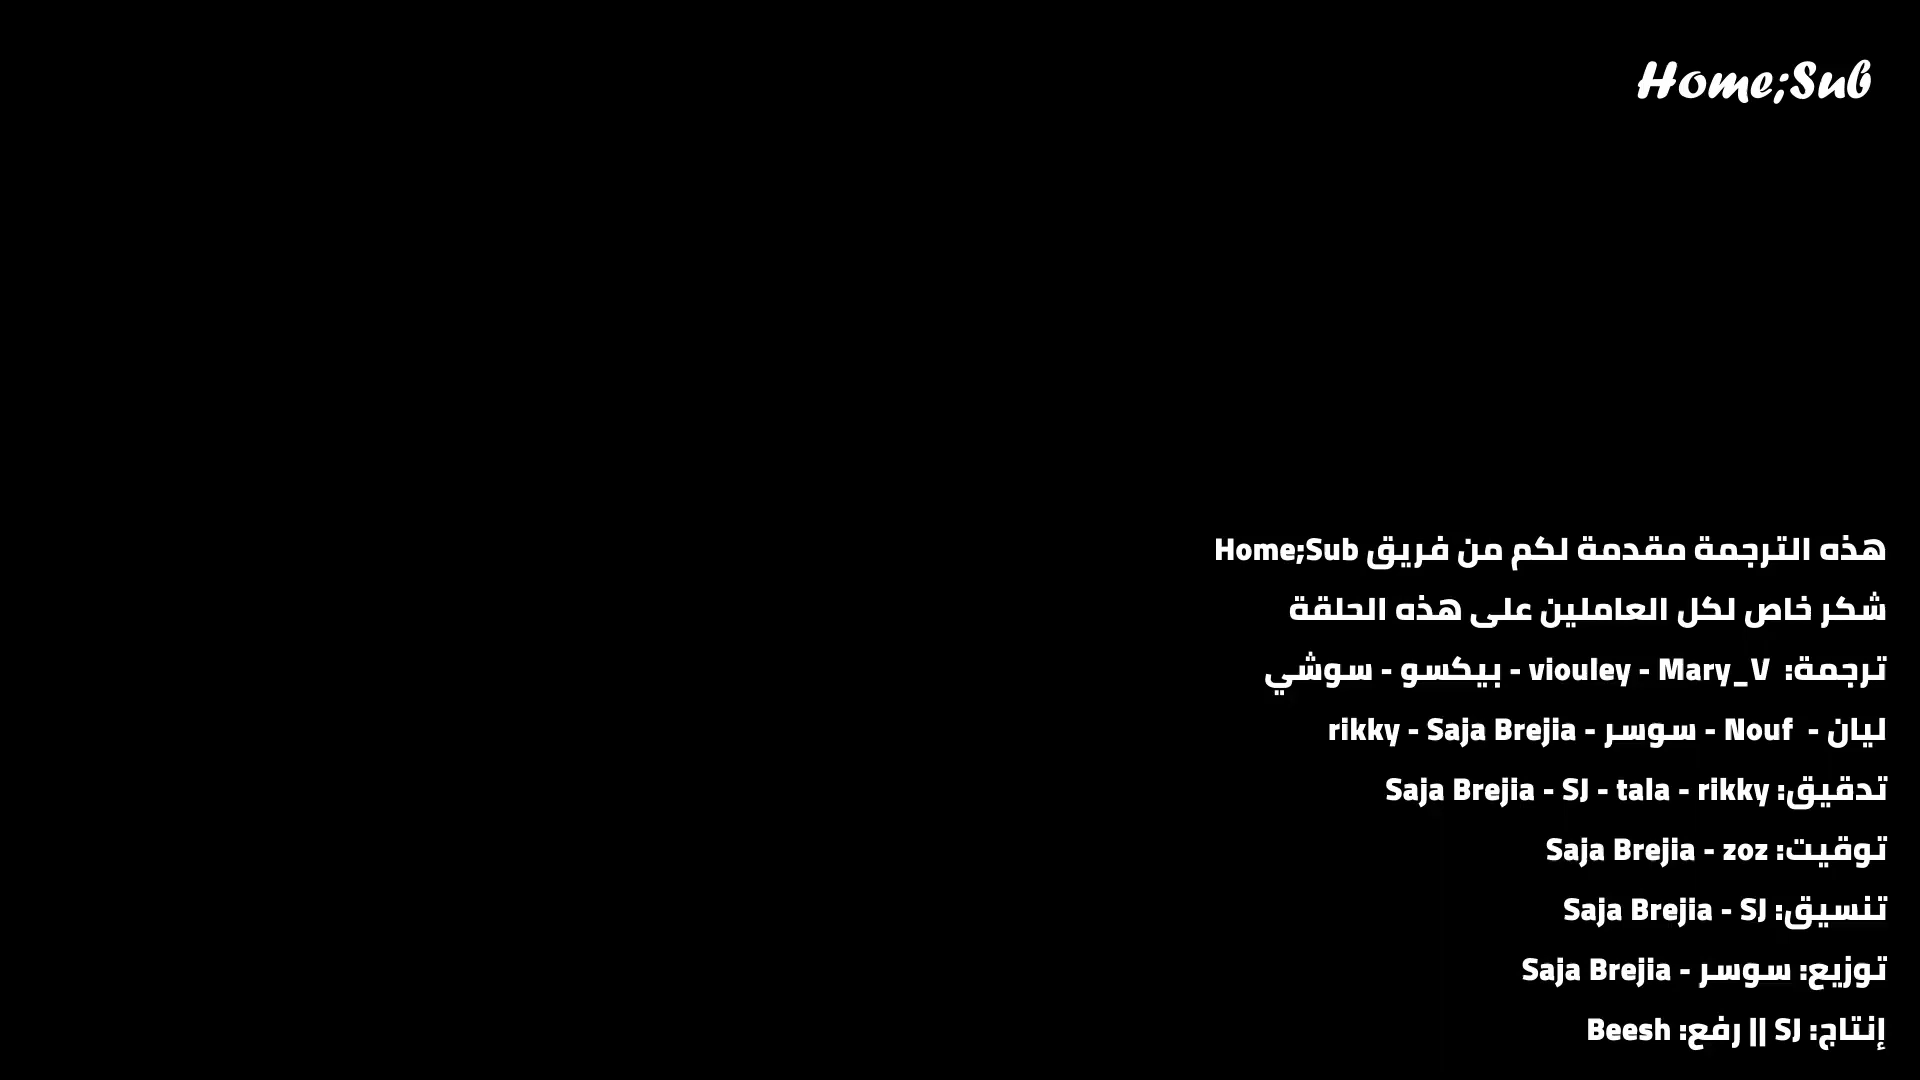 Home;Sub
هذه الترجمة مقدمة لكم من فريق Home;Sub
شكر خاص لكل العاملين على هذه الحلقة
ترجمة:  viouley - Mary_V - بيكسو - سوشي
ليان -  Nouf - سوسر - rikky - Saja Brejia
تدقيق: Saja Brejia - SJ - tala - rikky
توقيت: Saja Brejia - zoz
تنسيق: Saja Brejia - SJ
توزيع: سوسر - Saja Brejia
إنتاج: SJ || رفع: Beesh